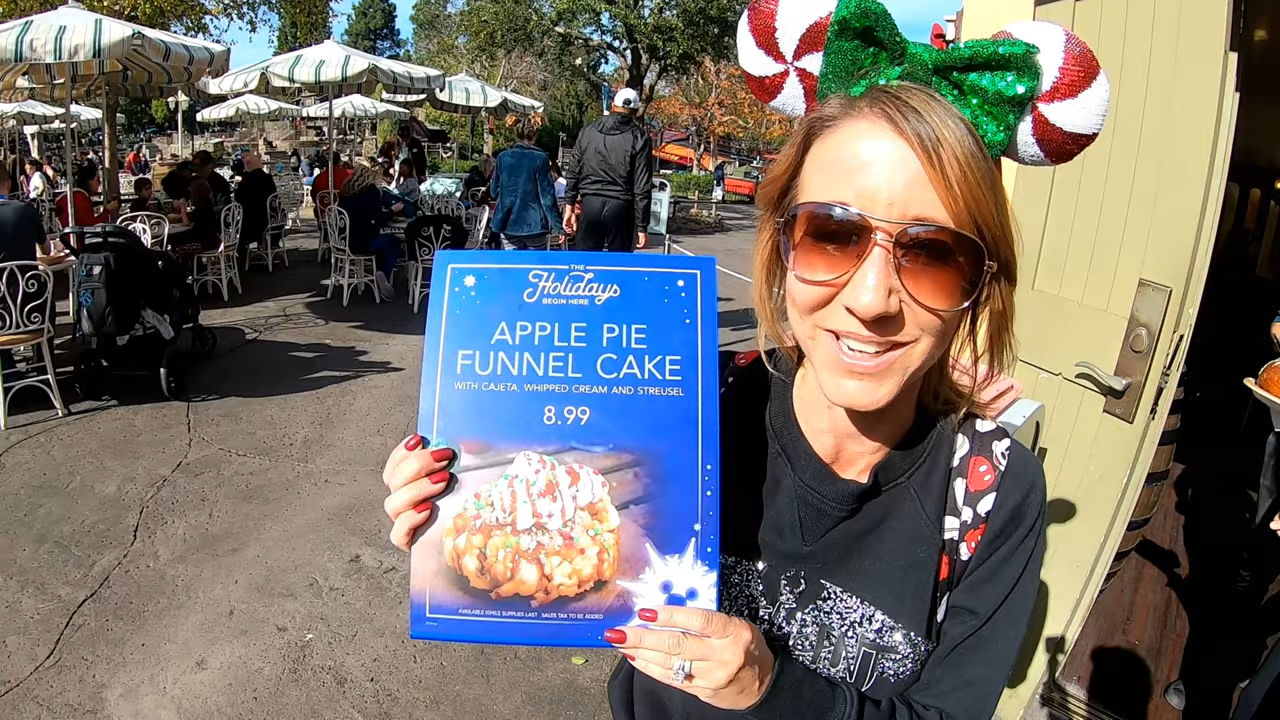 THE
Holidays
BEGIN HERE
APPLE PIE
FUNNEL CAKE
WITH CAJETA, WHIPPED CREAM AND STREUSEL
8.99
AVAILABLE WHILE SUPPLIES LAST. SALES TAX TO BE ADDED